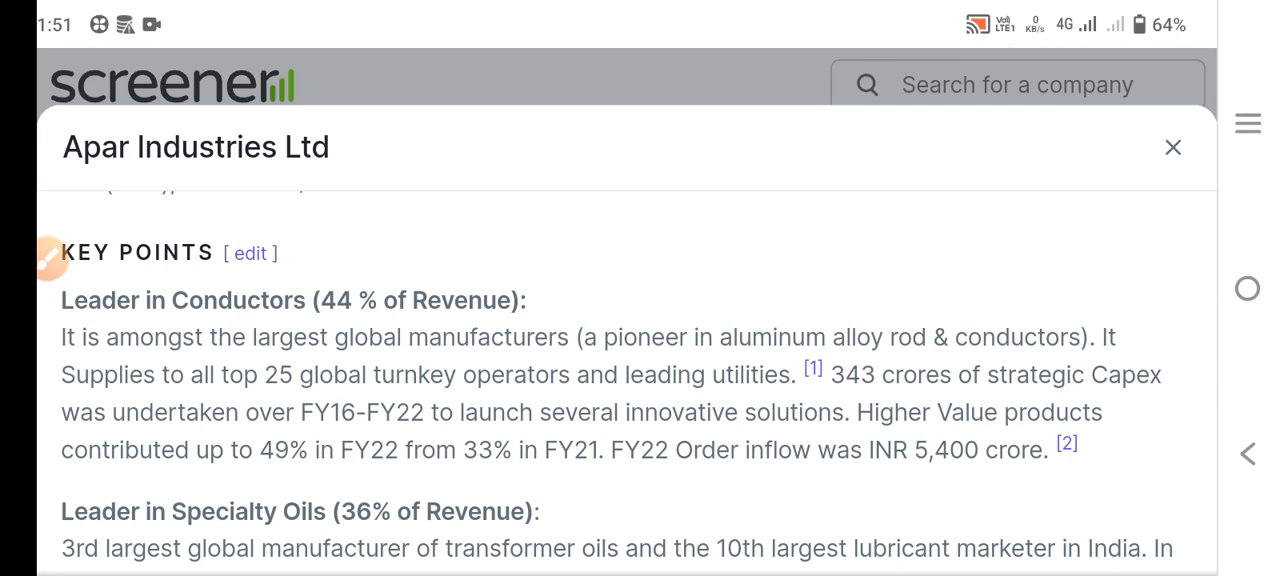 1:51 Vo) LTE1 0 KB/s 4G 64%
screener Search for a company
Apar Industries Ltd
KEY POINTS [ edit ]
Leader in Conductors (44 % of Revenue):
It is amongst the largest global manufacturers (a pioneer in aluminum alloy rod & conductors). It
Supplies to all top 25 global turnkey operators and leading utilities. [1] 343 crores of strategic Capex
was undertaken over FY16-FY22 to launch several innovative solutions. Higher Value products
contributed up to 49% in FY22 from 33% in FY21. FY22 Order inflow was INR 5,400 crore. [2]
Leader in Specialty Oils (36% of Revenue):
3rd largest global manufacturer of transformer oils and the 10th largest lubricant marketer in India. In